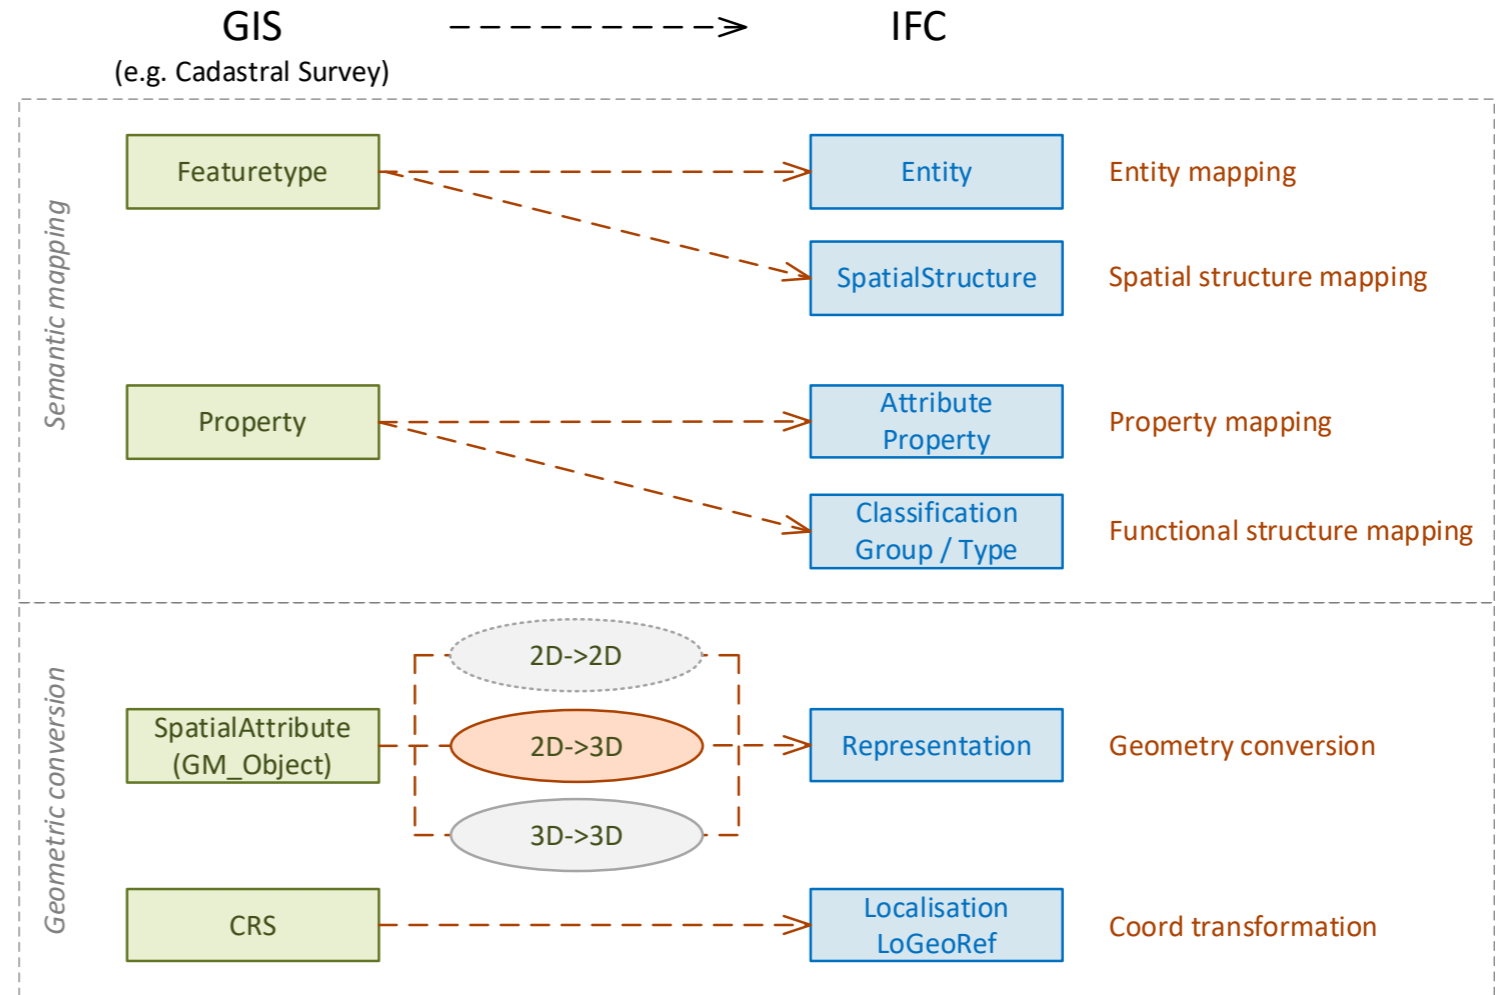 GIS
IFC
(e.g. Cadastral Survey)
Semantic mapping
Featuretype
Entity
Entity mapping
SpatialStructure
Spatial structure mapping
Property
Attribute
Property
Property mapping
Classification
Group / Type
Functional structure mapping
Geometric conversion
2D->2D
SpatialAttribute
(GM_Object)
2D->3D
Representation
Geometry conversion
3D->3D
CRS
Localisation
LoGeoRef
Coord transformation